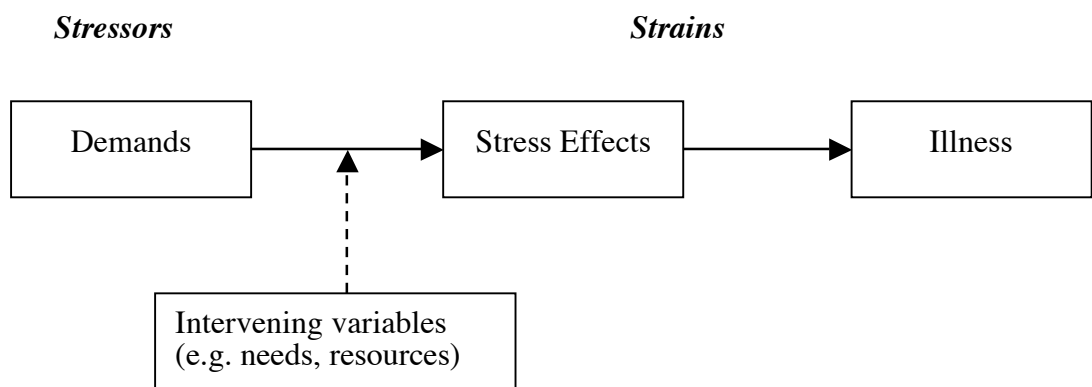 Stressors
Strains
Demands
Stress Effects
Illness
Intervening variables
(e.g. needs, resources)